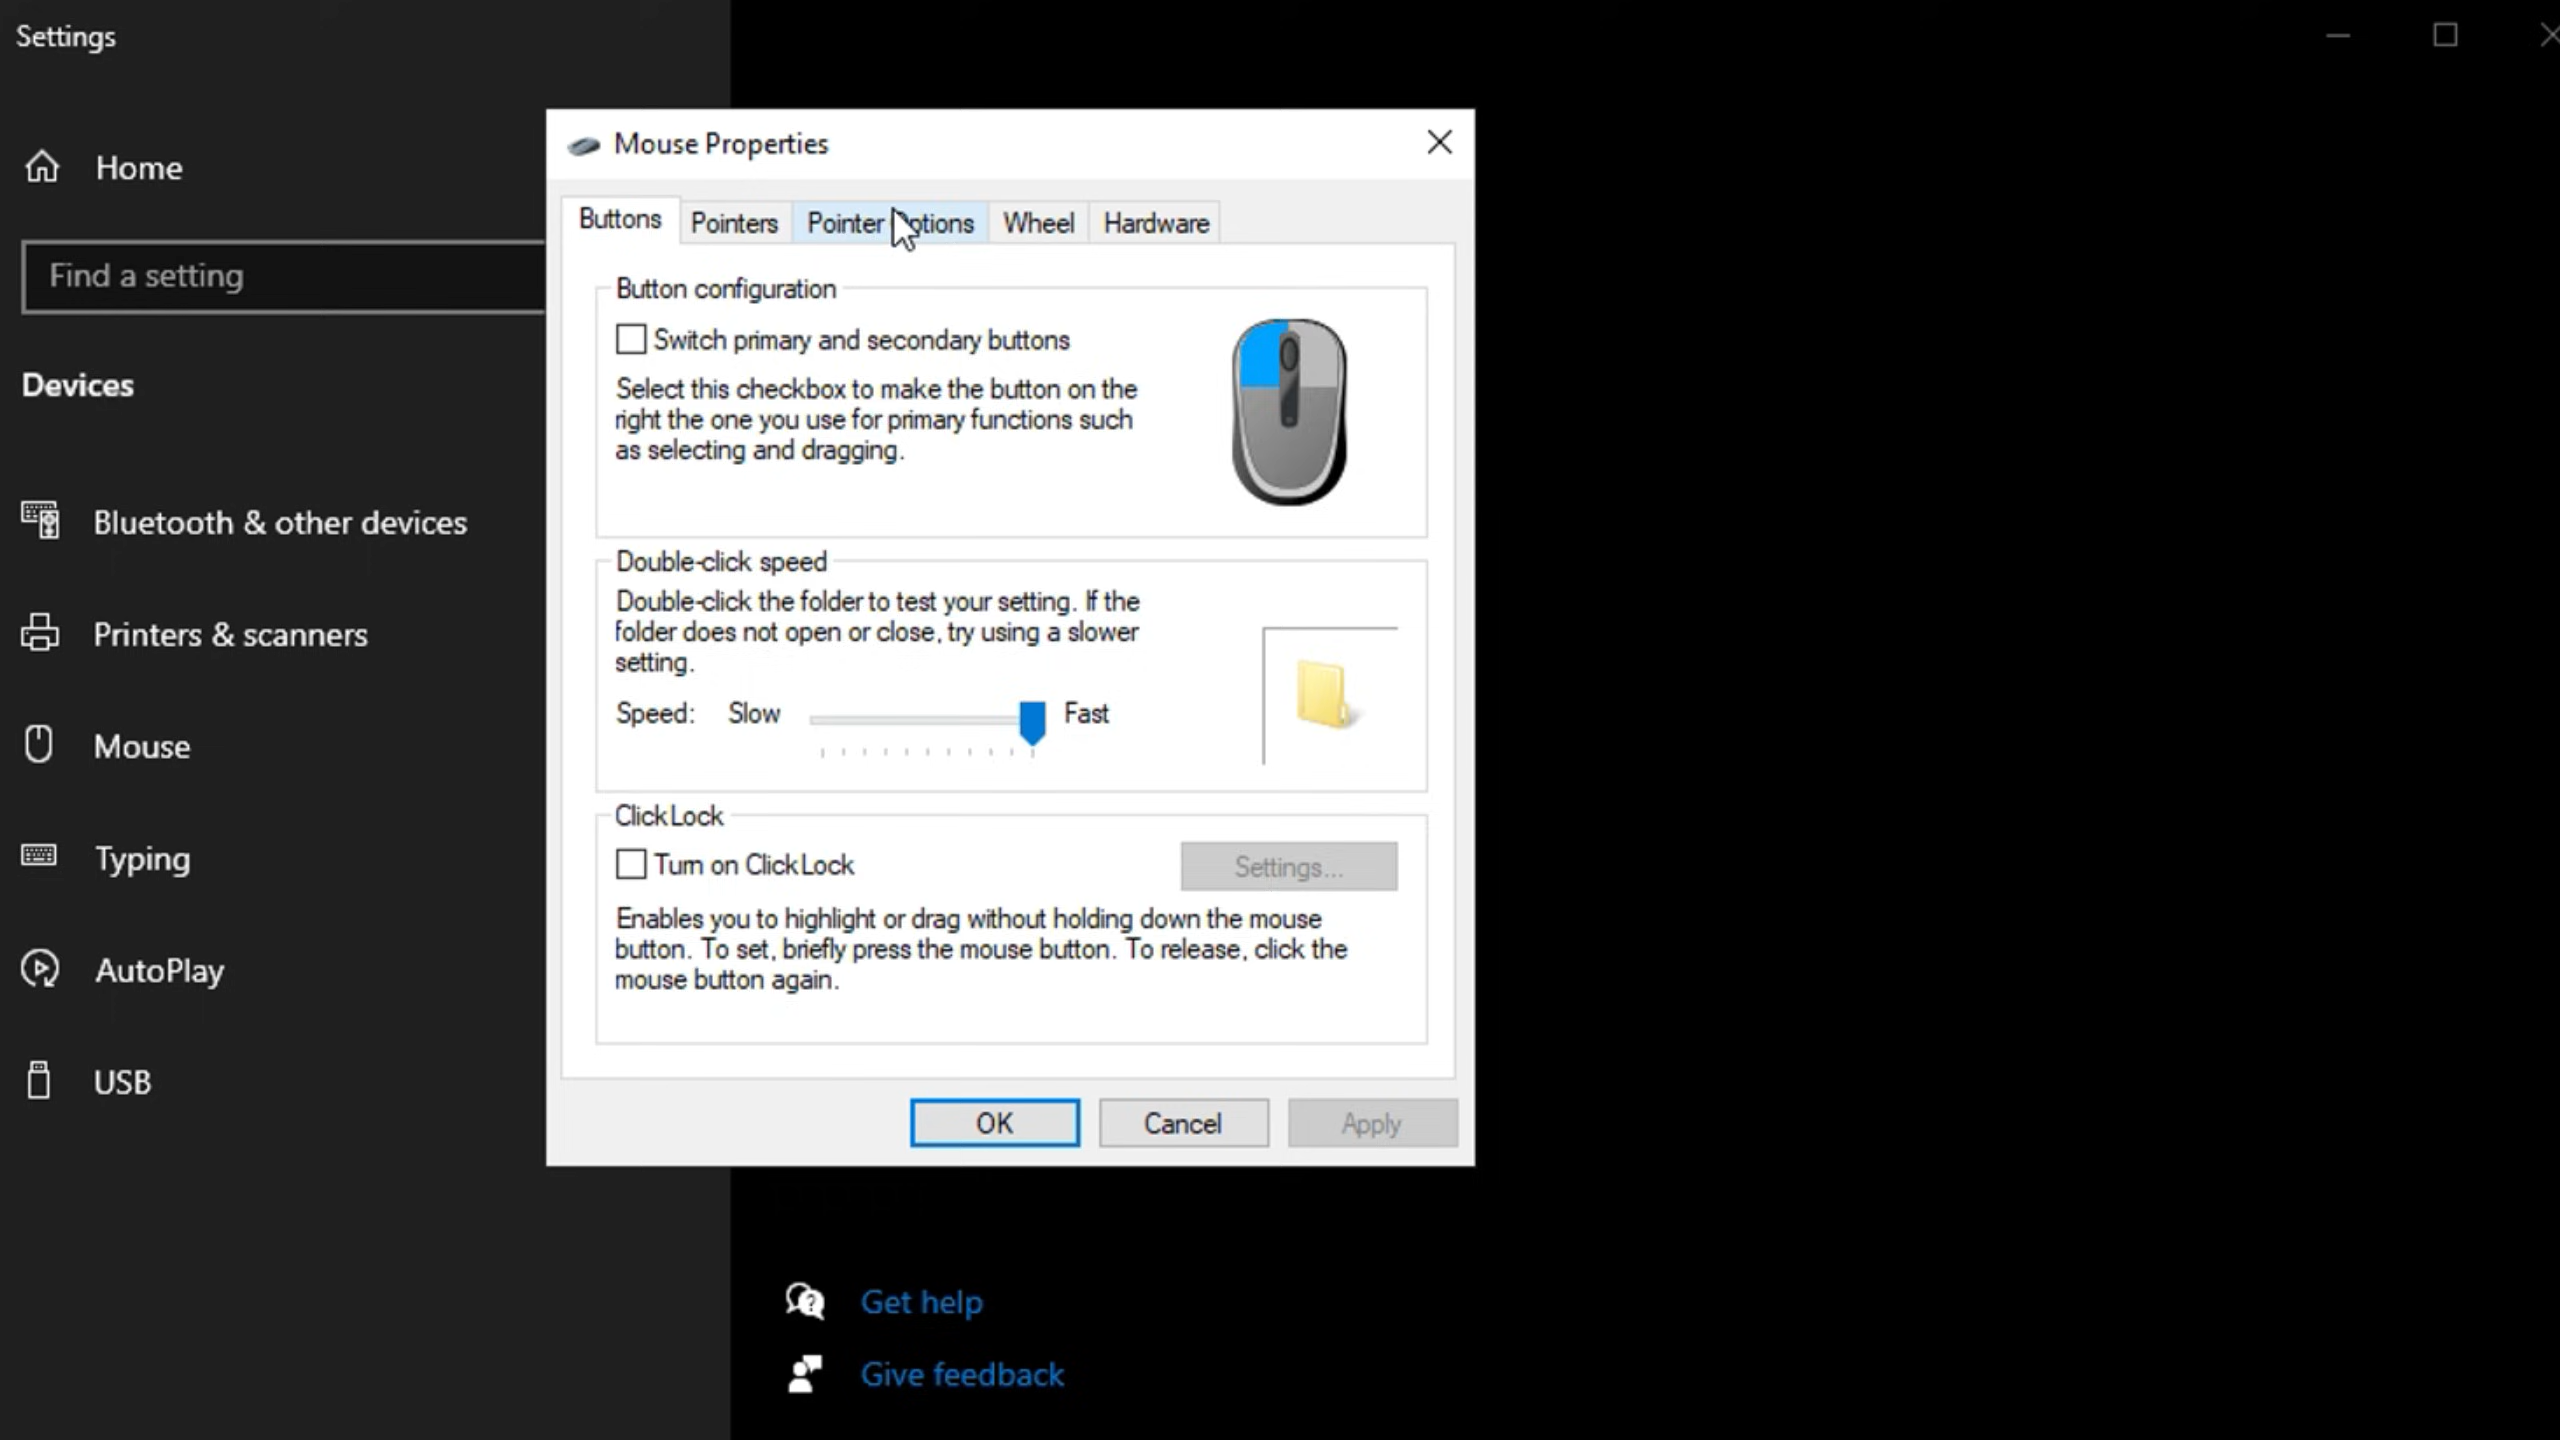 Settings
Home
Find a setting
Devices
Bluetooth & other devices
Printers & scanners
Mouse
Typing
AutoPlay
USB
Mouse Properties
Buttons Pointers Pointer Options Wheel Hardware
Button configuration
Switch primary and secondary buttons
Select this checkbox to make the button on the
right the one you use for primary functions such
as selecting and dragging.
Double-click speed
Double-click the folder to test your setting. If the
folder does not open or close, try using a slower
setting.
Speed: Slow Fast
ClickLock
Turn on ClickLock Settings...
Enables you to highlight or drag without holding down the mouse
button. To set, briefly press the mouse button. To release, click the
mouse button again.
OK Cancel Apply
Get help
Give feedback